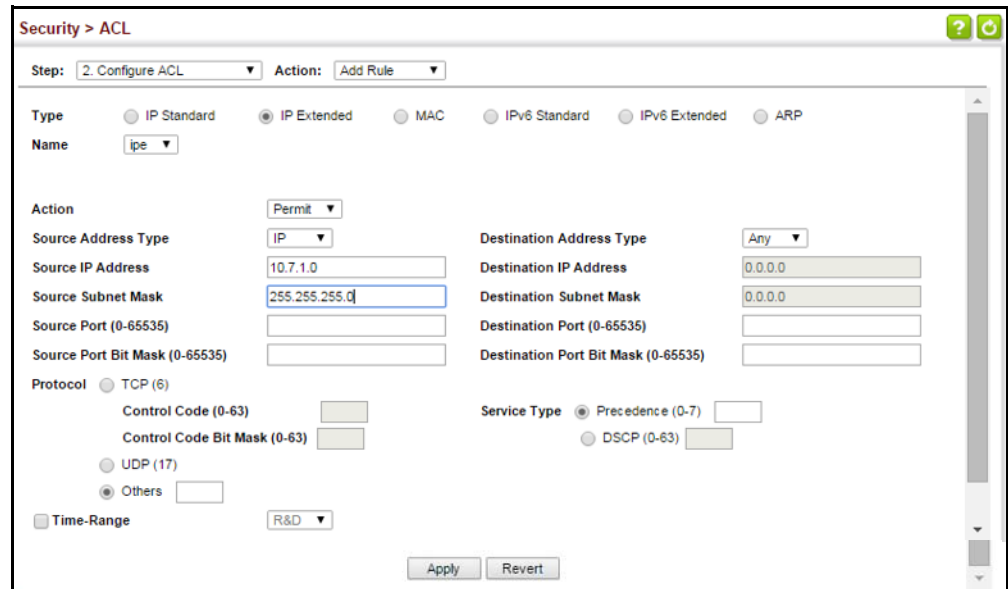 Security > ACL
?
Step: 2. Configure ACL Action: Add Rule
Type IP Standard IP Extended MAC IPv6 Standard IPv6 Extended ARP
Name ipe
Action Permit
Source Address Type IP Destination Address Type Any
Source IP Address 10.7.1.0 Destination IP Address 0.0.0.0
Source Subnet Mask 255.255.255.0 Destination Subnet Mask 0.0.0.0
Source Port (0-65535) Destination Port (0-65535)
Source Port Bit Mask (0-65535) Destination Port Bit Mask (0-65535)
Protocol TCP (6)
Control Code (0-63) Service Type Precedence (0-7)
Control Code Bit Mask (0-63) DSCP (0-63)
UDP (17)
Others
Time-Range R&D
Apply Revert